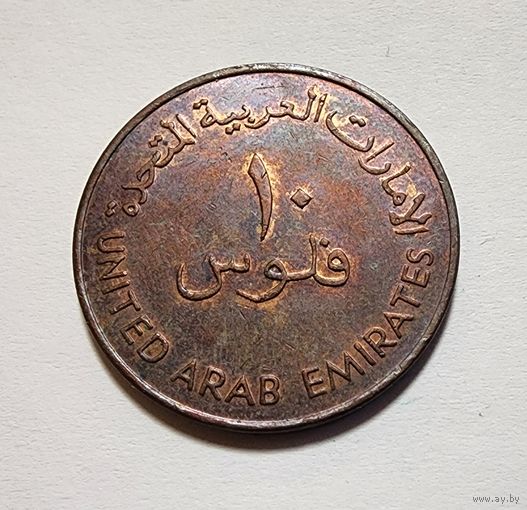 الإمارات العربية المتحدة
١٠
فلوس
UNITED ARAB EMIRATES
www.ay.by